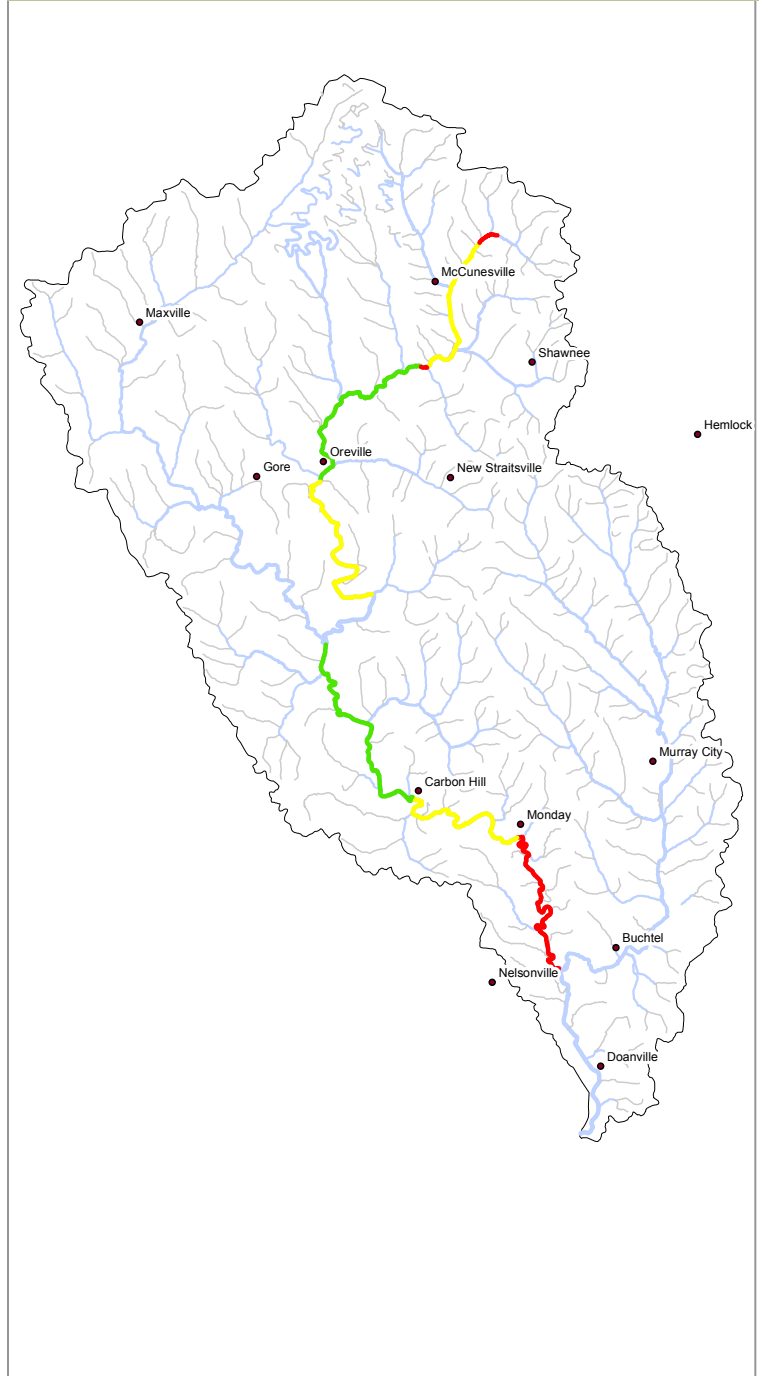 McCunesville
Maxville
Shawnee
Hemlock
Oreville
Gore
New Straitsville
Murray City
Carbon Hill
Monday
Buchtel
Nelsonville
Doanville